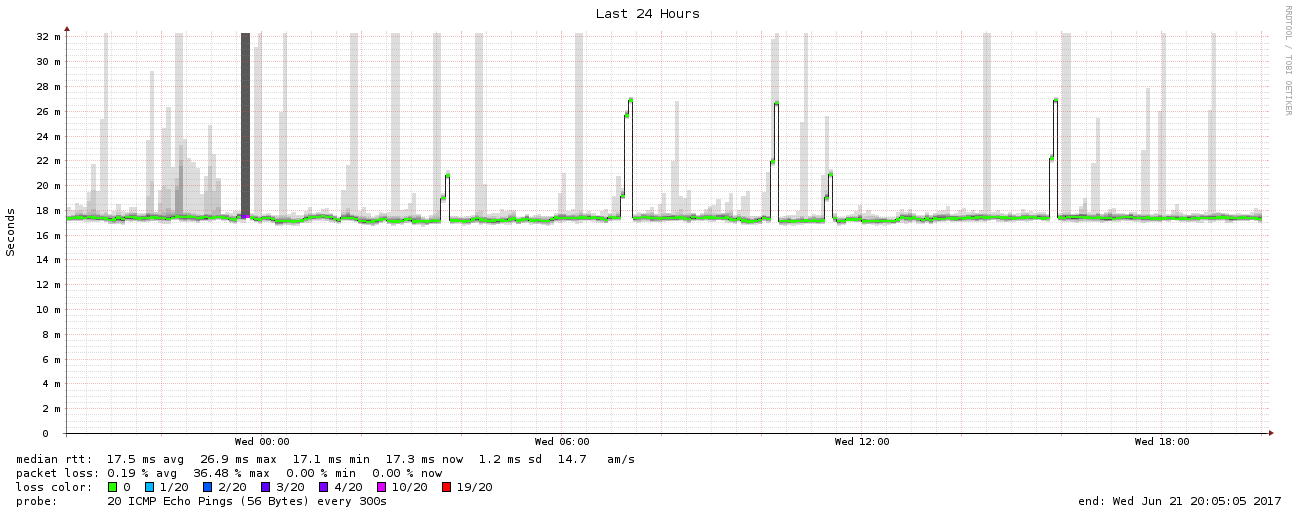 Last 24 Hours
RRDTOOL / TOBI OETIKER
Seconds
32 m
30 m
28 m
26 m
24 m
22 m
20 m
18 m
16 m
14 m
12 m
10 m
8 m
6 m
4 m
2 m
0
Wed 00:00 Wed 06:00 Wed 12:00 Wed 18:00
median rtt: 17.5 ms avg 26.9 ms max 17.1 ms min 17.3 ms now 1.2 ms sd 14.7 am/s
packet loss: 0.19 % avg 36.48 % max 0.00 % min 0.00 % now
loss color: 0 1/20 2/20 3/20 4/20 10/20 19/20
probe: 20 ICMP Echo Pings (56 Bytes) every 300s end: Wed Jun 21 20:05:05 2017